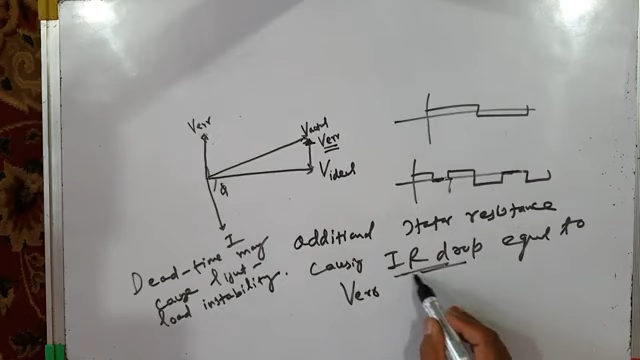 Verr
Vactual
Verr
Videal
φ
I
Dead-time may
cause light-
load instability.
additional stator resistance
causing IR drop equal to
Verr